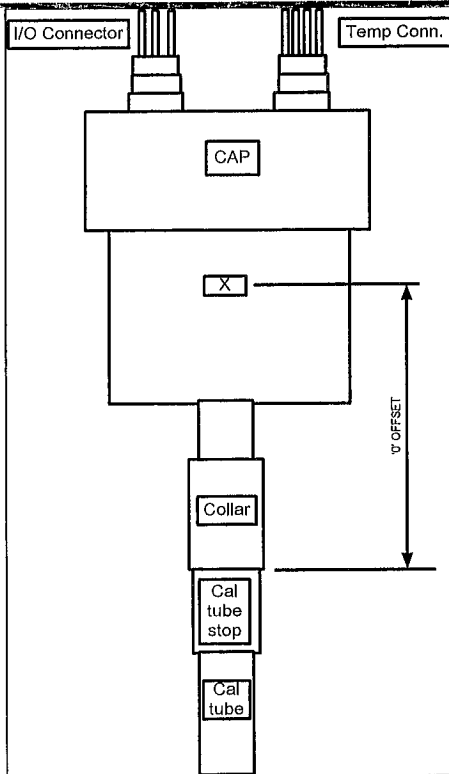 I/O Connector
Temp Conn.
CAP
X
'0' OFFSET
Collar
Cal
tube
stop
Cal
tube